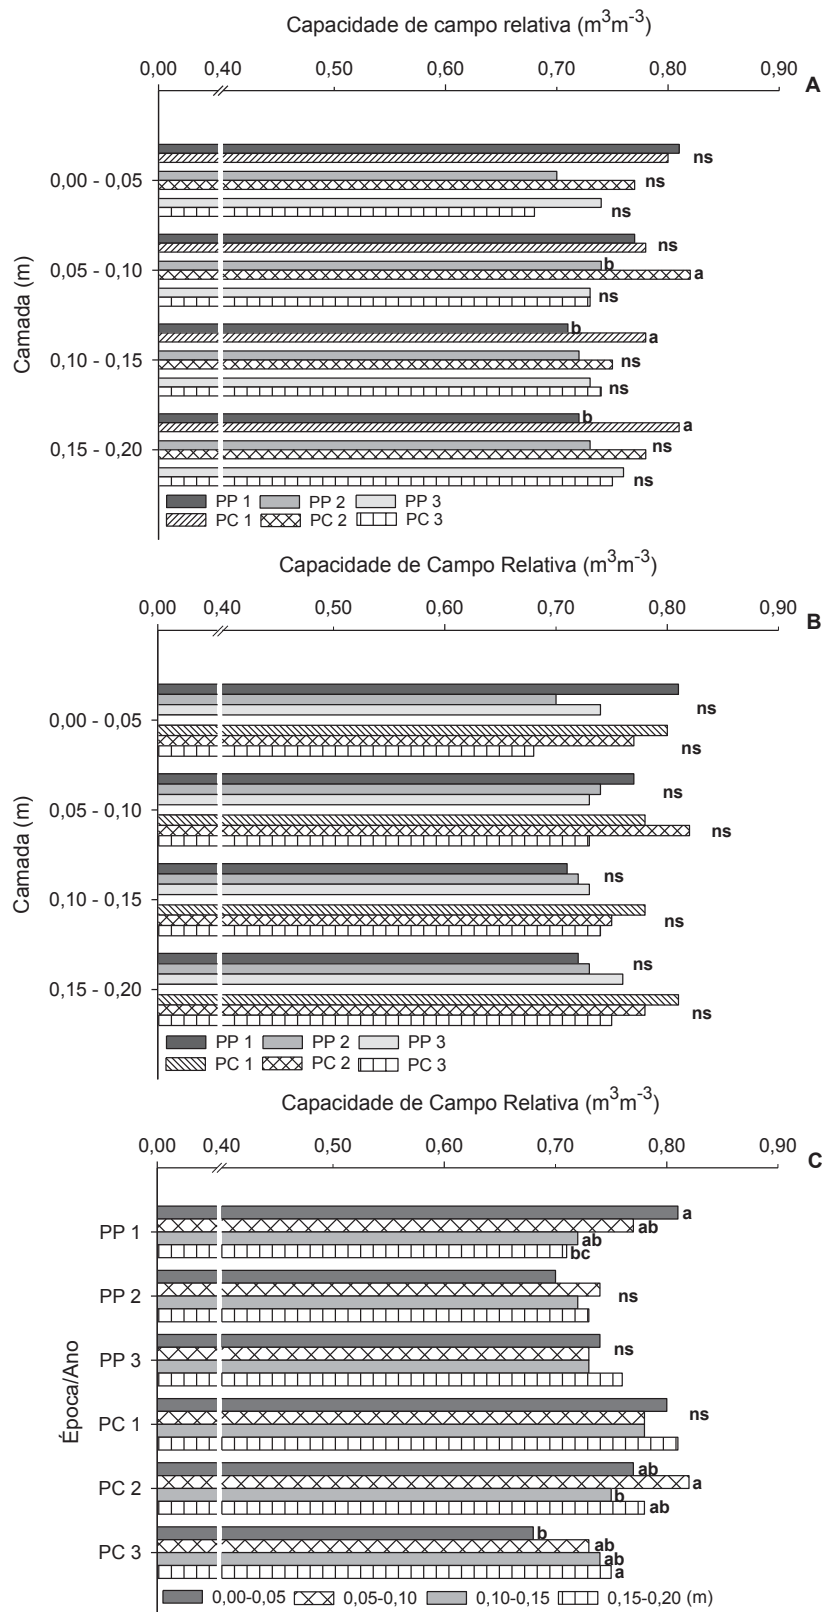 Capacidade de campo relativa (m³m⁻³)
0,00 0,40 0,50 0,60 0,70 0,80 0,90
A
Camada (m)
ns
0,00 - 0,05 ns
ns
ns
b
0,05 - 0,10 a
ns
b
a
0,10 - 0,15 ns
ns
b
a
0,15 - 0,20 ns
ns
PP 1 PP 2 PP 3
PC 1 PC 2 PC 3
Capacidade de Campo Relativa (m³m⁻³)
0,00 0,40 0,50 0,60 0,70 0,80 0,90
B
Camada (m)
ns
0,00 - 0,05
ns
ns
0,05 - 0,10
ns
ns
0,10 - 0,15
ns
ns
0,15 - 0,20
ns
PP 1 PP 2 PP 3
PC 1 PC 2 PC 3
Capacidade de Campo Relativa (m³m⁻³)
0,00 0,40 0,50 0,60 0,70 0,80 0,90
C
Época/Ano
a
PP 1 ab
ab
bc
PP 2 ns
PP 3 ns
PC 1 ns
ab
PC 2 a
b
ab
b
PC 3 ab
ab
a
0,00-0,05 0,05-0,10 0,10-0,15 0,15-0,20 (m)